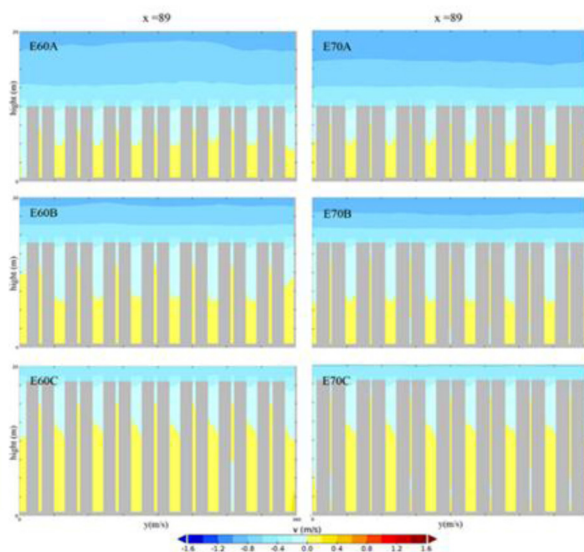 x =89
x =89
E60A
E70A
hight (m)
E60B
E70B
hight (m)
E60C
E70C
hight (m)
y(m/s)
y(m/s)
v (m/s)
-1.6 -1.2 -0.8 -0.4 0.0 0.4 0.8 1.2 1.6